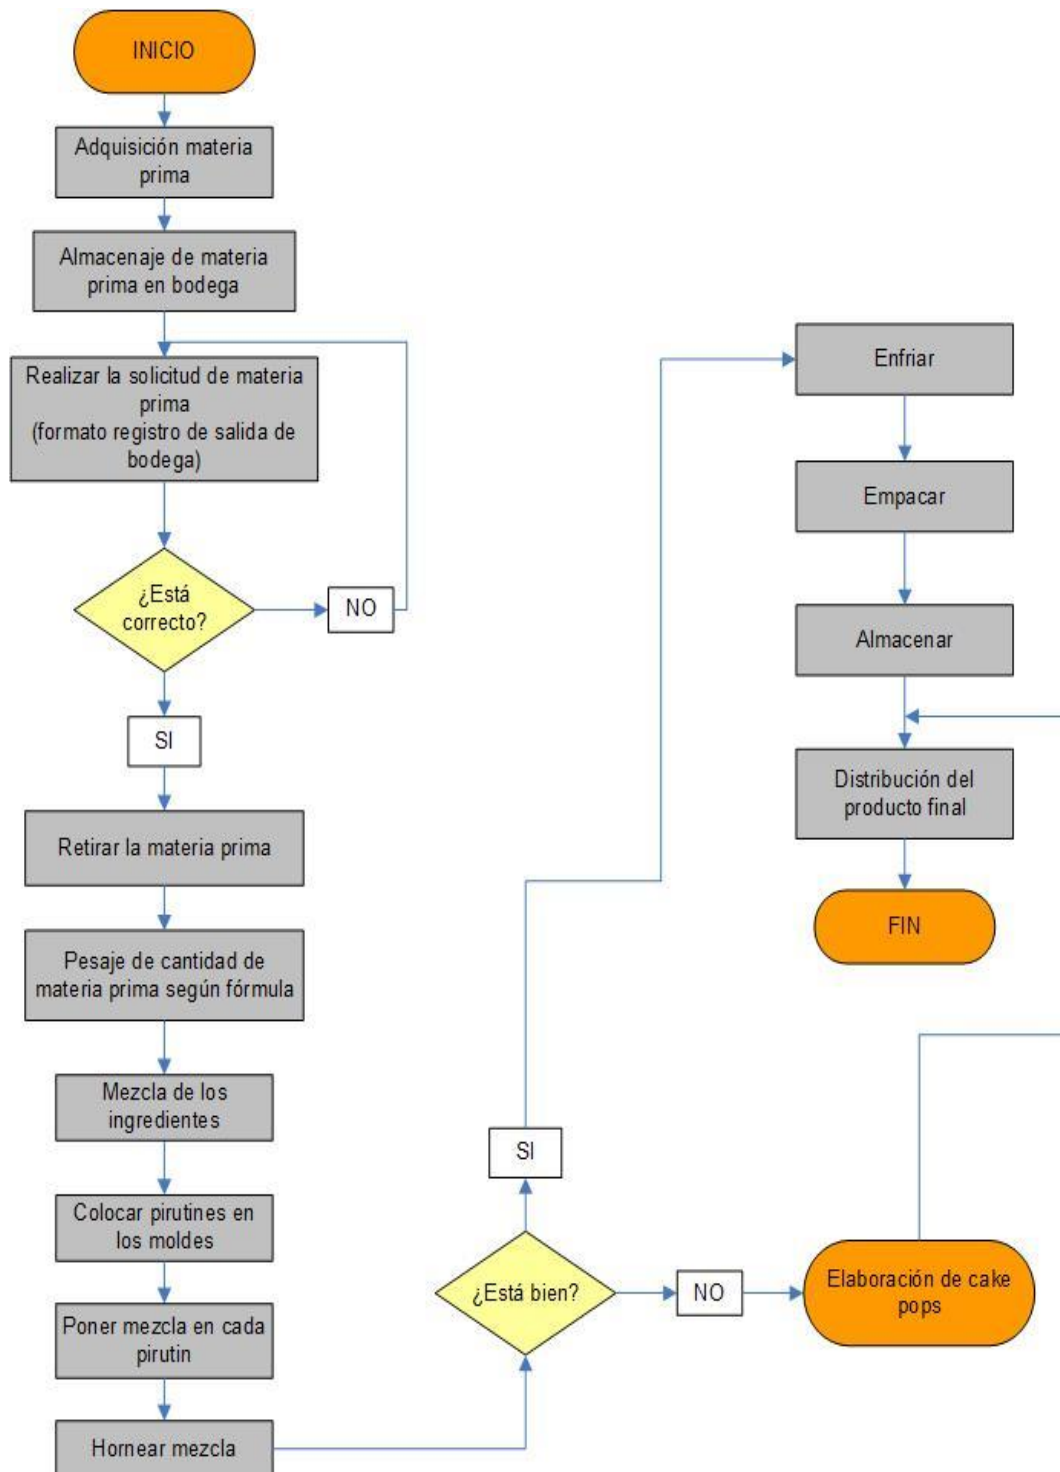 INICIO
Adquisición materia
prima
Almacenaje de materia
prima en bodega
Realizar la solicitud de materia
prima
(formato registro de salida de
bodega)
¿Está
correcto?
NO
SI
Retirar la materia prima
Pesaje de cantidad de
materia prima según fórmula
Mezcla de los
ingredientes
Colocar pirutines en
los moldes
Poner mezcla en cada
pirutin
Hornear mezcla
¿Está bien?
SI
NO
Elaboración de cake
pops
Enfriar
Empacar
Almacenar
Distribución del
producto final
FIN